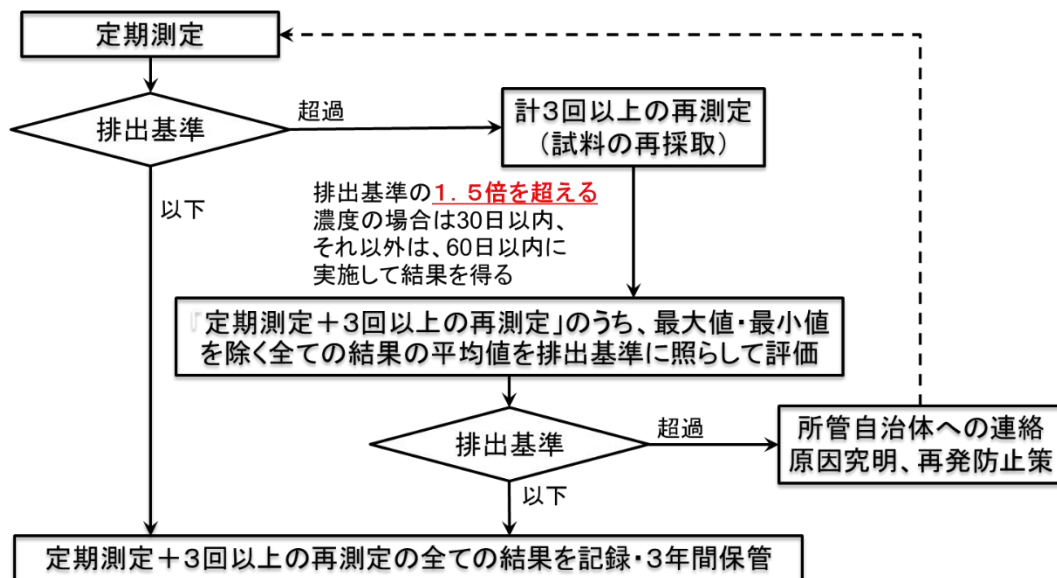 定期測定
排出基準
超過
計3回以上の再測定
(試料の再採取)
以下
排出基準の1.5倍を超える
濃度の場合は30日以内、
それ以外は、60日以内に
実施して結果を得る
「定期測定+3回以上の再測定」のうち、最大値・最小値
を除く全ての結果の平均値を排出基準に照らして評価
排出基準
超過
所管自治体への連絡
原因究明、再発防止策
以下
定期測定+3回以上の再測定の全ての結果を記録・3年間保管